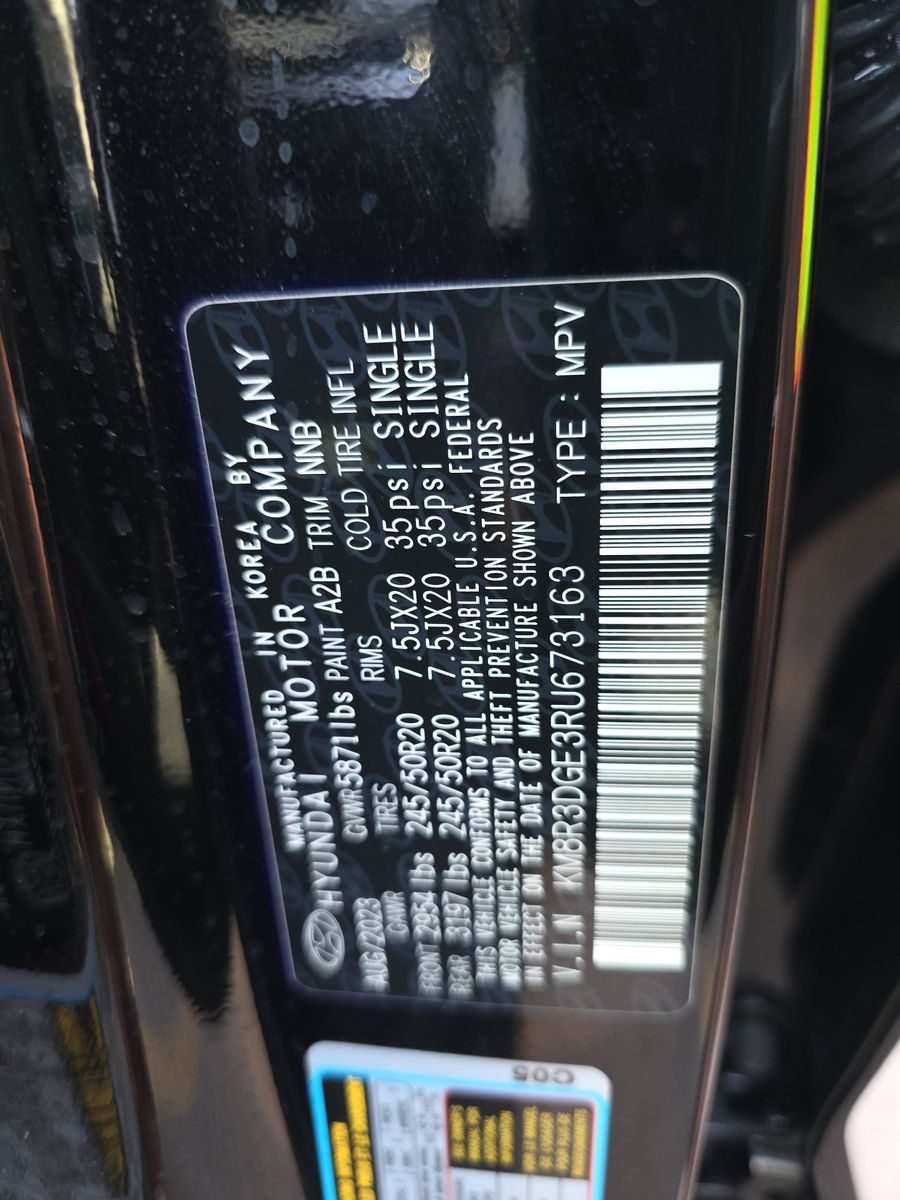 MANUFACTURED IN KOREA BY
HYUNDAI MOTOR COMPANY
GVWR 5871lbs PAINT A2B TRIM NNB
AUG/2023
GAWR TIRES RIMS COLD TIRE INFL
FRONT 2954lbs 245/50R20 7.5JX20 35psi SINGLE
REAR 3197lbs 245/50R20 7.5JX20 35psi SINGLE
THIS VEHICLE CONFORMS TO ALL APPLICABLE U.S.A. FEDERAL
MOTOR VEHICLE SAFETY AND THEFT PREVENTION STANDARDS
IN EFFECT ON THE DATE OF MANUFACTURE SHOWN ABOVE
V.I.N KM8R3DGE3RU673163 TYPE : MPV
C05